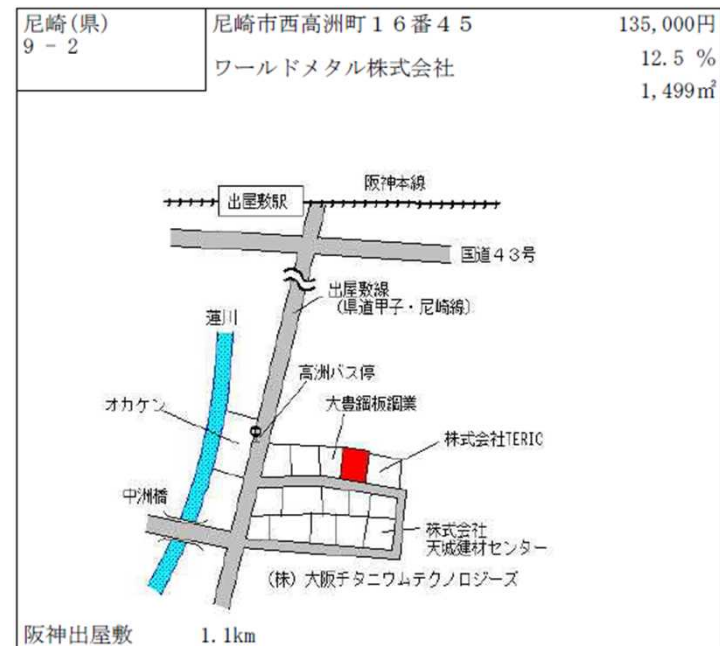 尼崎(県)
9 - 2
尼崎市西高洲町１６番４５
ワールドメタル株式会社
135,000円
12.5 %
1,499㎡
阪神本線
出屋敷駅
国道４３号
出屋敷線
(県道甲子・尼崎線)
蓬川
高洲バス停
大豊鋼板鋼業
オカケン
株式会社TERIC
中洲橋
株式会社
天城建材センター
(株) 大阪チタニウムテクノロジーズ
阪神出屋敷
1.1km